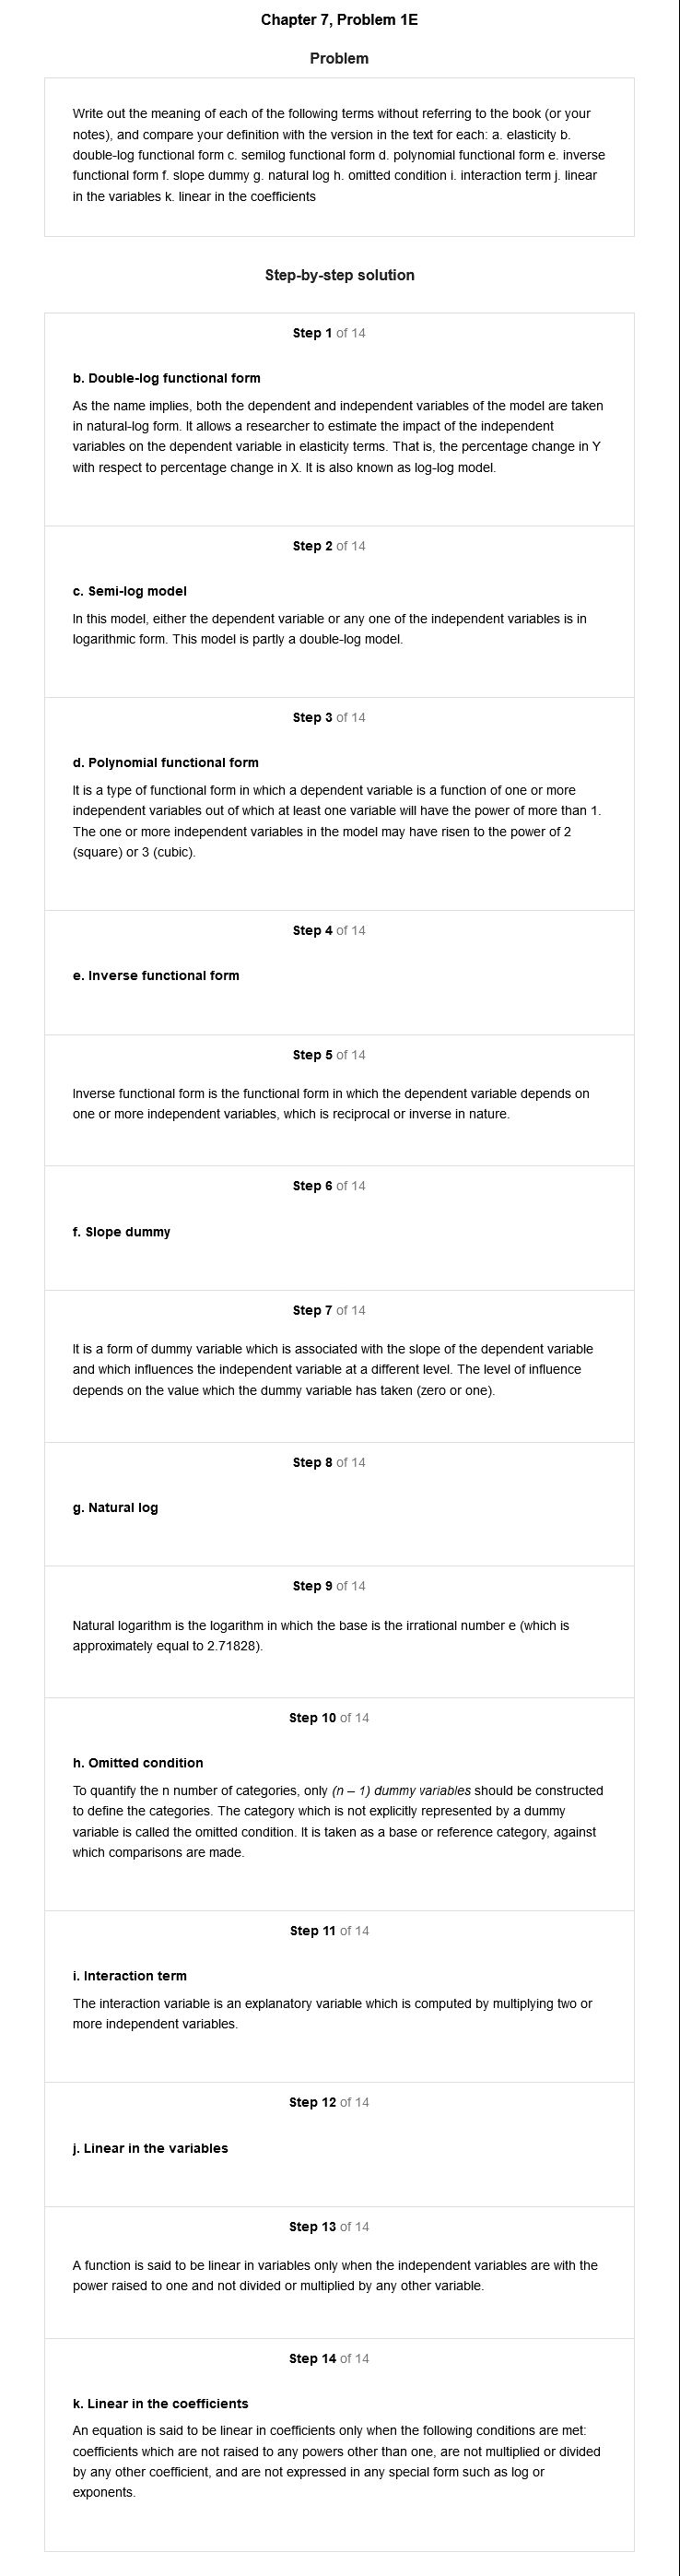 Chapter 7, Problem 1E
Problem
Write out the meaning of each of the following terms without referring to the book (or your
notes), and compare your definition with the version in the text for each: a. elasticity b.
double-log functional form c. semilog functional form d. polynomial functional form e. inverse
functional form f. slope dummy g. natural log h. omitted condition i. interaction term j. linear
in the variables k. linear in the coefficients
Step-by-step solution
Step 1 of 14
b. Double-log functional form
As the name implies, both the dependent and independent variables of the model are taken
in natural-log form. It allows a researcher to estimate the impact of the independent
variables on the dependent variable in elasticity terms. That is, the percentage change in Y
with respect to percentage change in X. It is also known as log-log model.
Step 2 of 14
c. Semi-log model
In this model, either the dependent variable or any one of the independent variables is in
logarithmic form. This model is partly a double-log model.
Step 3 of 14
d. Polynomial functional form
It is a type of functional form in which a dependent variable is a function of one or more
independent variables out of which at least one variable will have the power of more than 1.
The one or more independent variables in the model may have risen to the power of 2
(square) or 3 (cubic).
Step 4 of 14
e. Inverse functional form
Step 5 of 14
Inverse functional form is the functional form in which the dependent variable depends on
one or more independent variables, which is reciprocal or inverse in nature.
Step 6 of 14
f. Slope dummy
Step 7 of 14
It is a form of dummy variable which is associated with the slope of the dependent variable
and which influences the independent variable at a different level. The level of influence
depends on the value which the dummy variable has taken (zero or one).
Step 8 of 14
g. Natural log
Step 9 of 14
Natural logarithm is the logarithm in which the base is the irrational number e (which is
approximately equal to 2.71828).
Step 10 of 14
h. Omitted condition
To quantify the n number of categories, only (n – 1) dummy variables should be constructed
to define the categories. The category which is not explicitly represented by a dummy
variable is called the omitted condition. It is taken as a base or reference category, against
which comparisons are made.
Step 11 of 14
i. Interaction term
The interaction variable is an explanatory variable which is computed by multiplying two or
more independent variables.
Step 12 of 14
j. Linear in the variables
Step 13 of 14
A function is said to be linear in variables only when the independent variables are with the
power raised to one and not divided or multiplied by any other variable.
Step 14 of 14
k. Linear in the coefficients
An equation is said to be linear in coefficients only when the following conditions are met:
coefficients which are not raised to any powers other than one, are not multiplied or divided
by any other coefficient, and are not expressed in any special form such as log or
exponents.